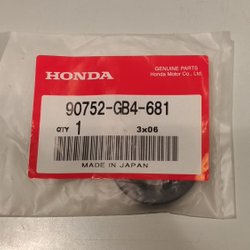 GENUINE PARTS
Honda Motor Co., Ltd.
HONDA
90752-GB4-681
QTY 1 3x06
MADE IN JAPAN